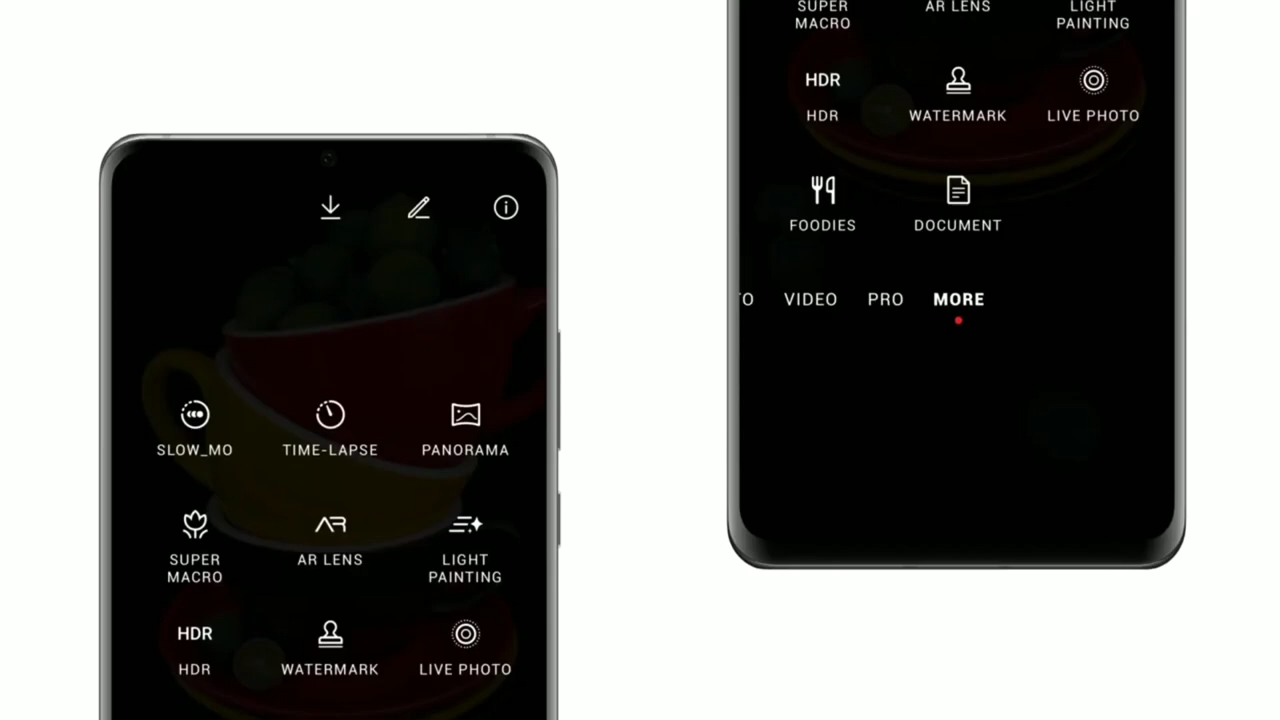 SLOW_MO
TIME-LAPSE
PANORAMA
SUPER
MACRO
AR
AR LENS
LIGHT
PAINTING
HDR
HDR
WATERMARK
LIVE PHOTO
SUPER
MACRO
AR LENS
LIGHT
PAINTING
HDR
HDR
WATERMARK
LIVE PHOTO
FOODIES
DOCUMENT
VIDEO
PRO
MORE